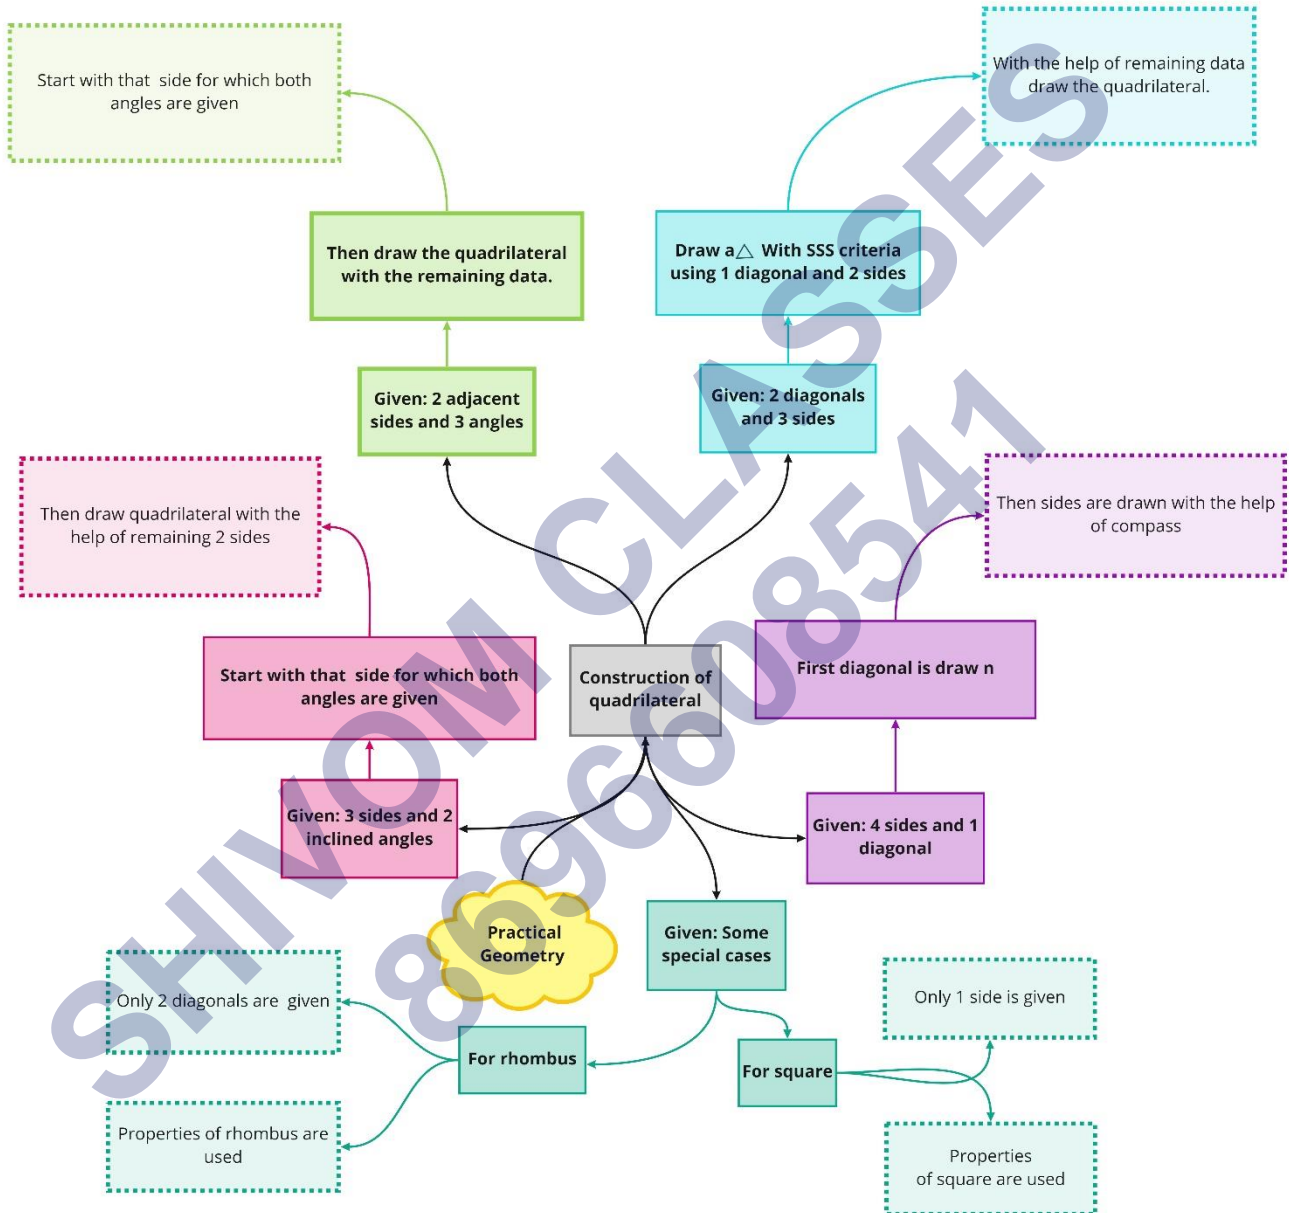 Start with that side for which both
angles are given
With the help of remaining data
draw the quadrilateral.
Then draw the quadrilateral
with the remaining data.
Draw a△ With SSS criteria
using 1 diagonal and 2 sides
Given: 2 adjacent
sides and 3 angles
Given: 2 diagonals
and 3 sides
Then draw quadrilateral with the
help of remaining 2 sides
Then sides are drawn with the help
of compass
Start with that side for which both
angles are given
Construction of
quadrilateral
First diagonal is draw n
Given: 3 sides and 2
inclined angles
Given: 4 sides and 1
diagonal
Practical
Geometry
Given: Some
special cases
Only 2 diagonals are given
For rhombus
Properties of rhombus are
used
For square
Only 1 side is given
Properties
of square are used
SHIVOM CLASSES
8696608541